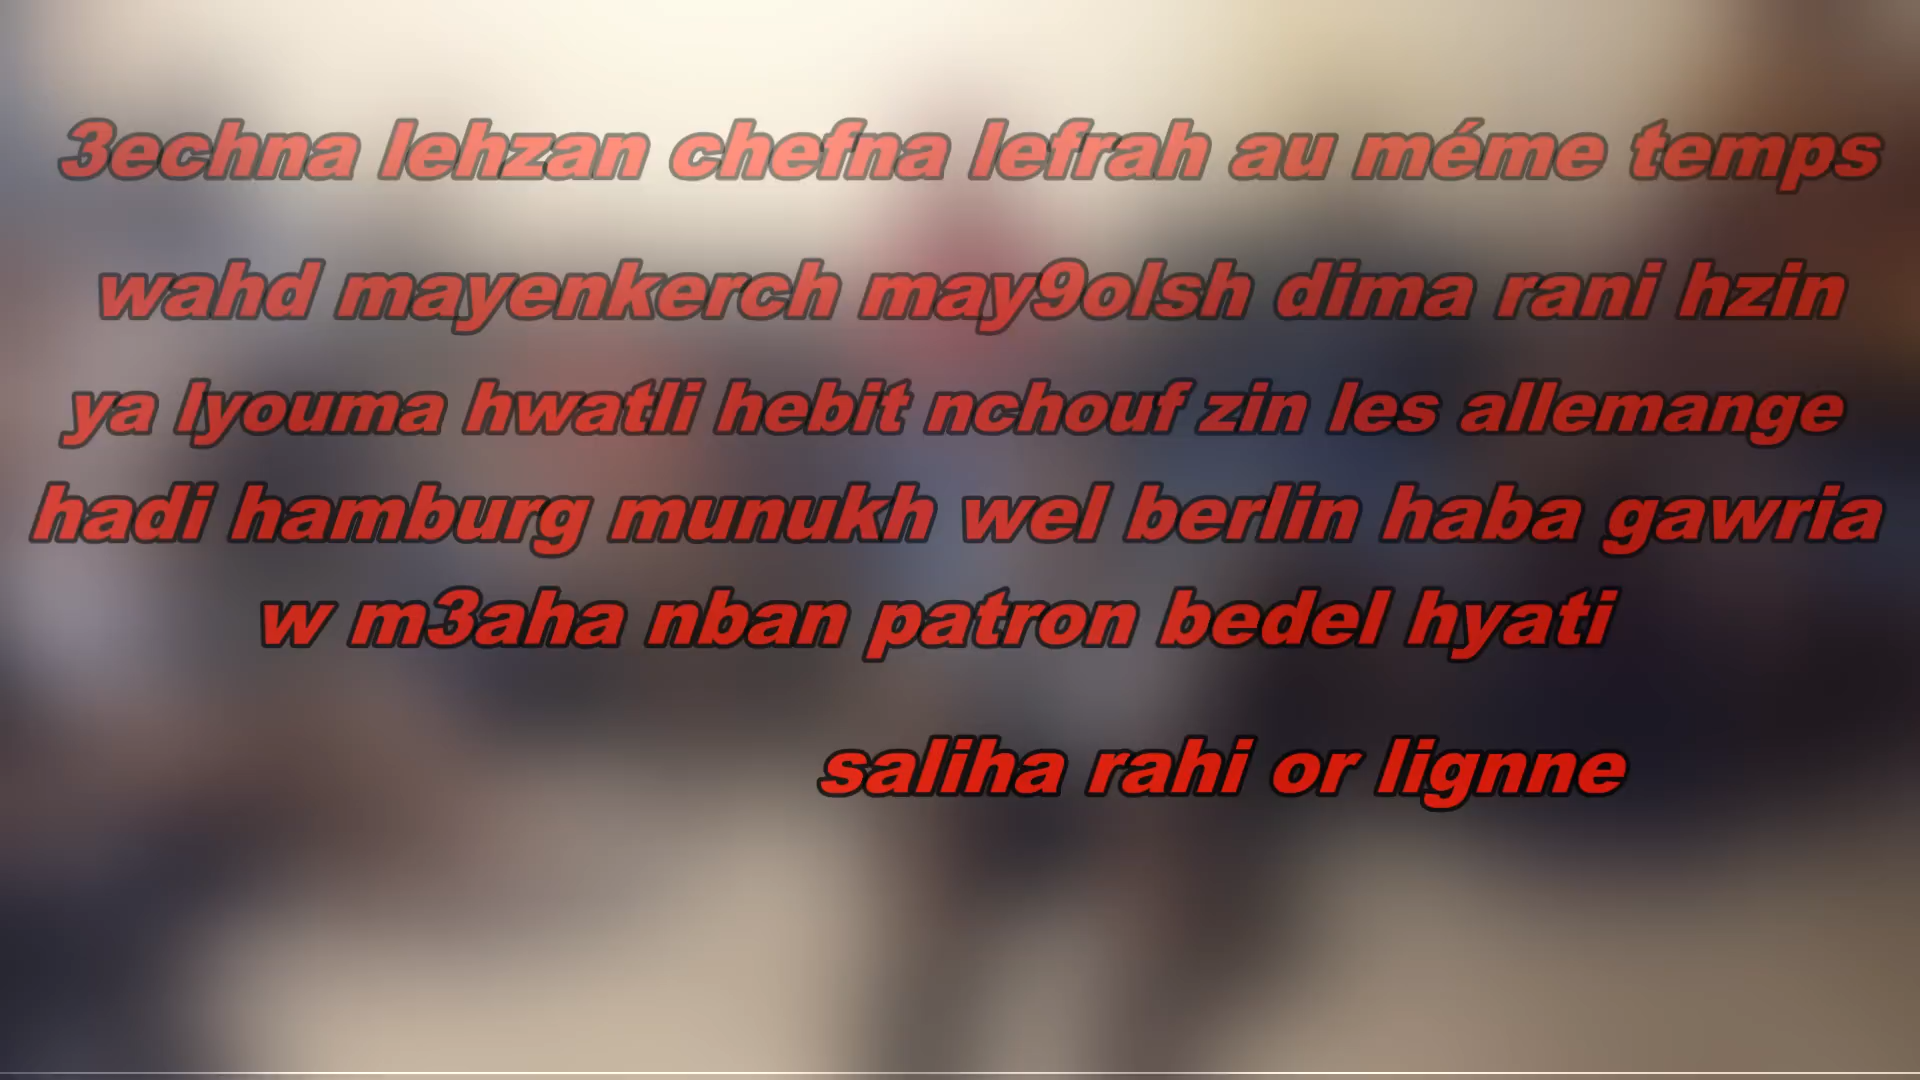 3echna lehzan chefna lefrah au méme temps
wahd mayenkerch may9olsh dima rani hzin
ya lyouma hwatli hebit nchouf zin les allemange
hadi hamburg munukh wel berlin haba gawria
w m3aha nban patron bedel hyati
saliha rahi or lignne